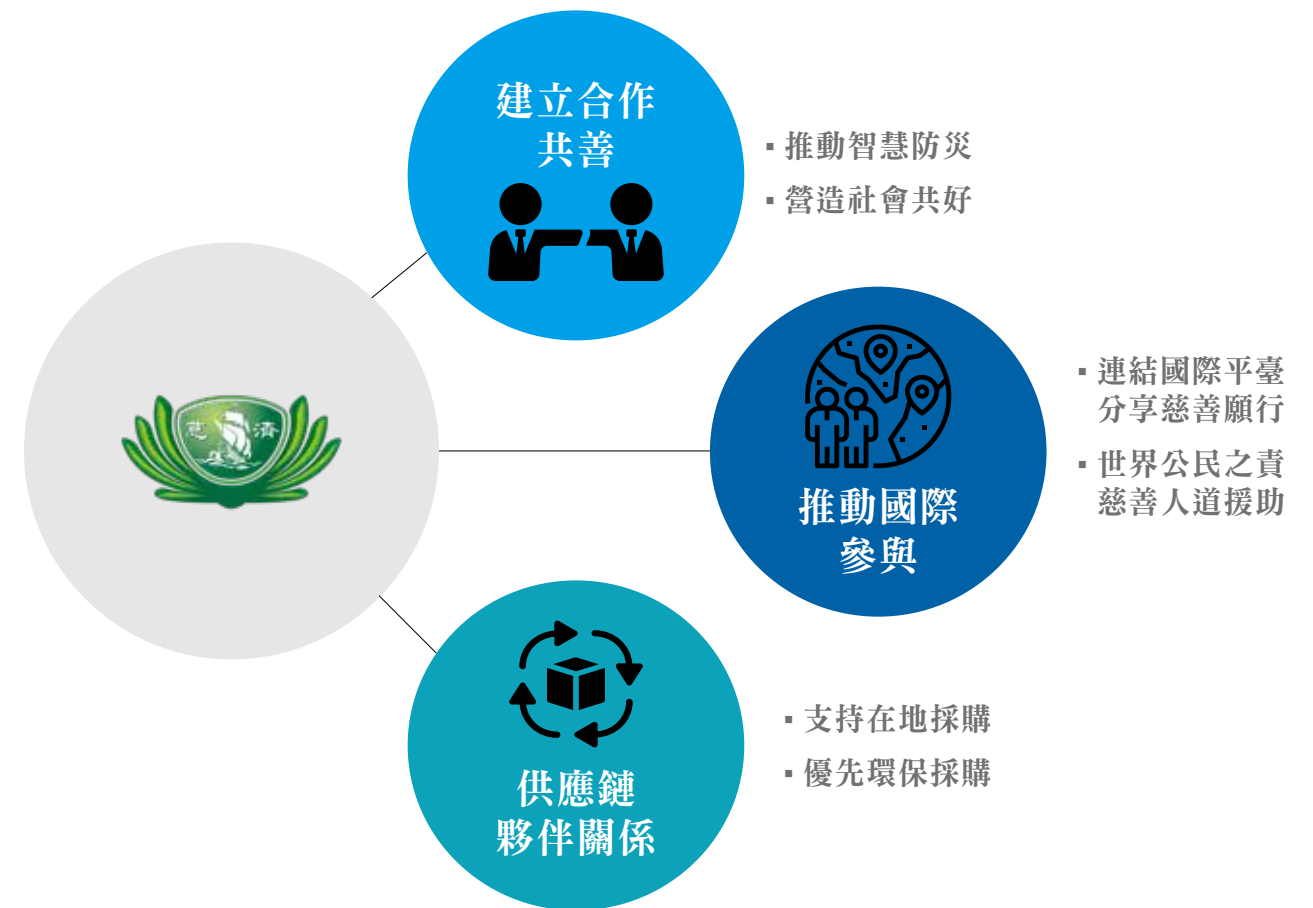 建立合作
共善
▪ 推動智慧防災
▪ 營造社會共好
慈濟
▪ 連結國際平臺
分享慈善願行
▪ 世界公民之責
慈善人道援助
推動國際
參與
▪ 支持在地採購
▪ 優先環保採購
供應鏈
夥伴關係